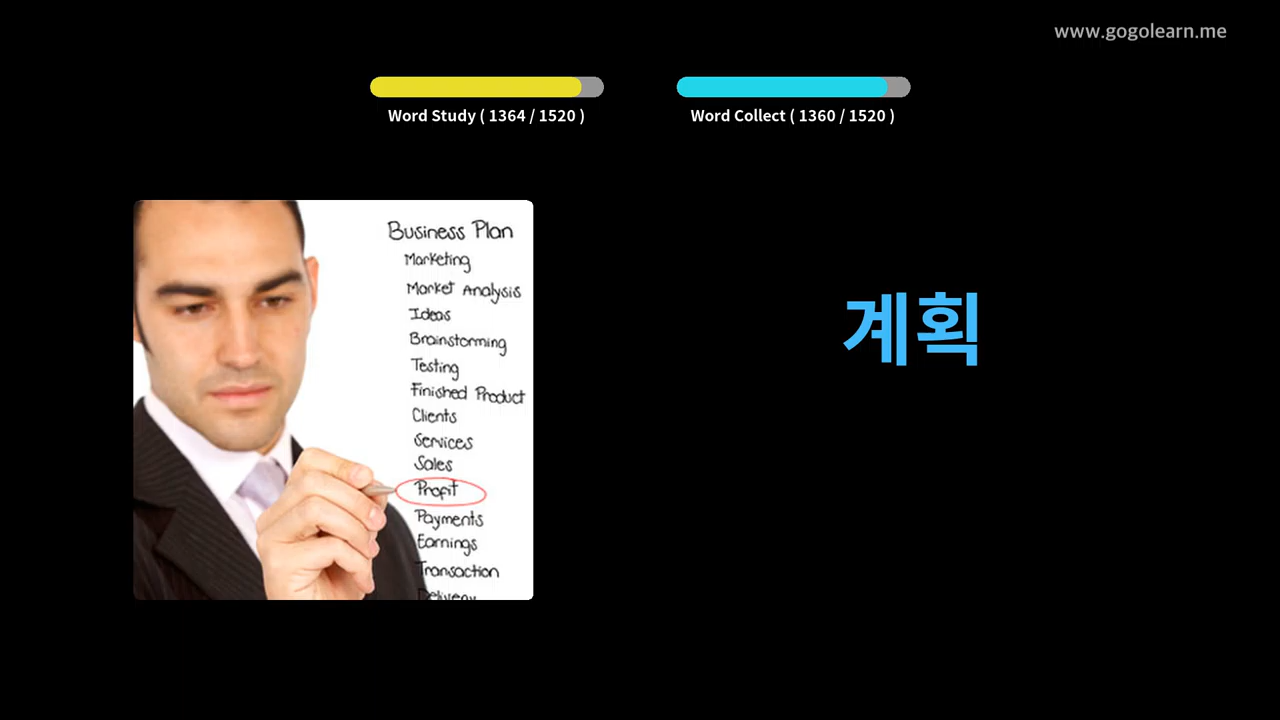 www.gogolearn.me
Word Study ( 1364 / 1520 )
Word Collect ( 1360 / 1520 )
Business Plan
Marketing
Market Analysis
Ideas
Brainstorming
Testing
Finished Product
Clients
Services
Sales
Profit
Payments
Earnings
Transaction
Delivery
계획